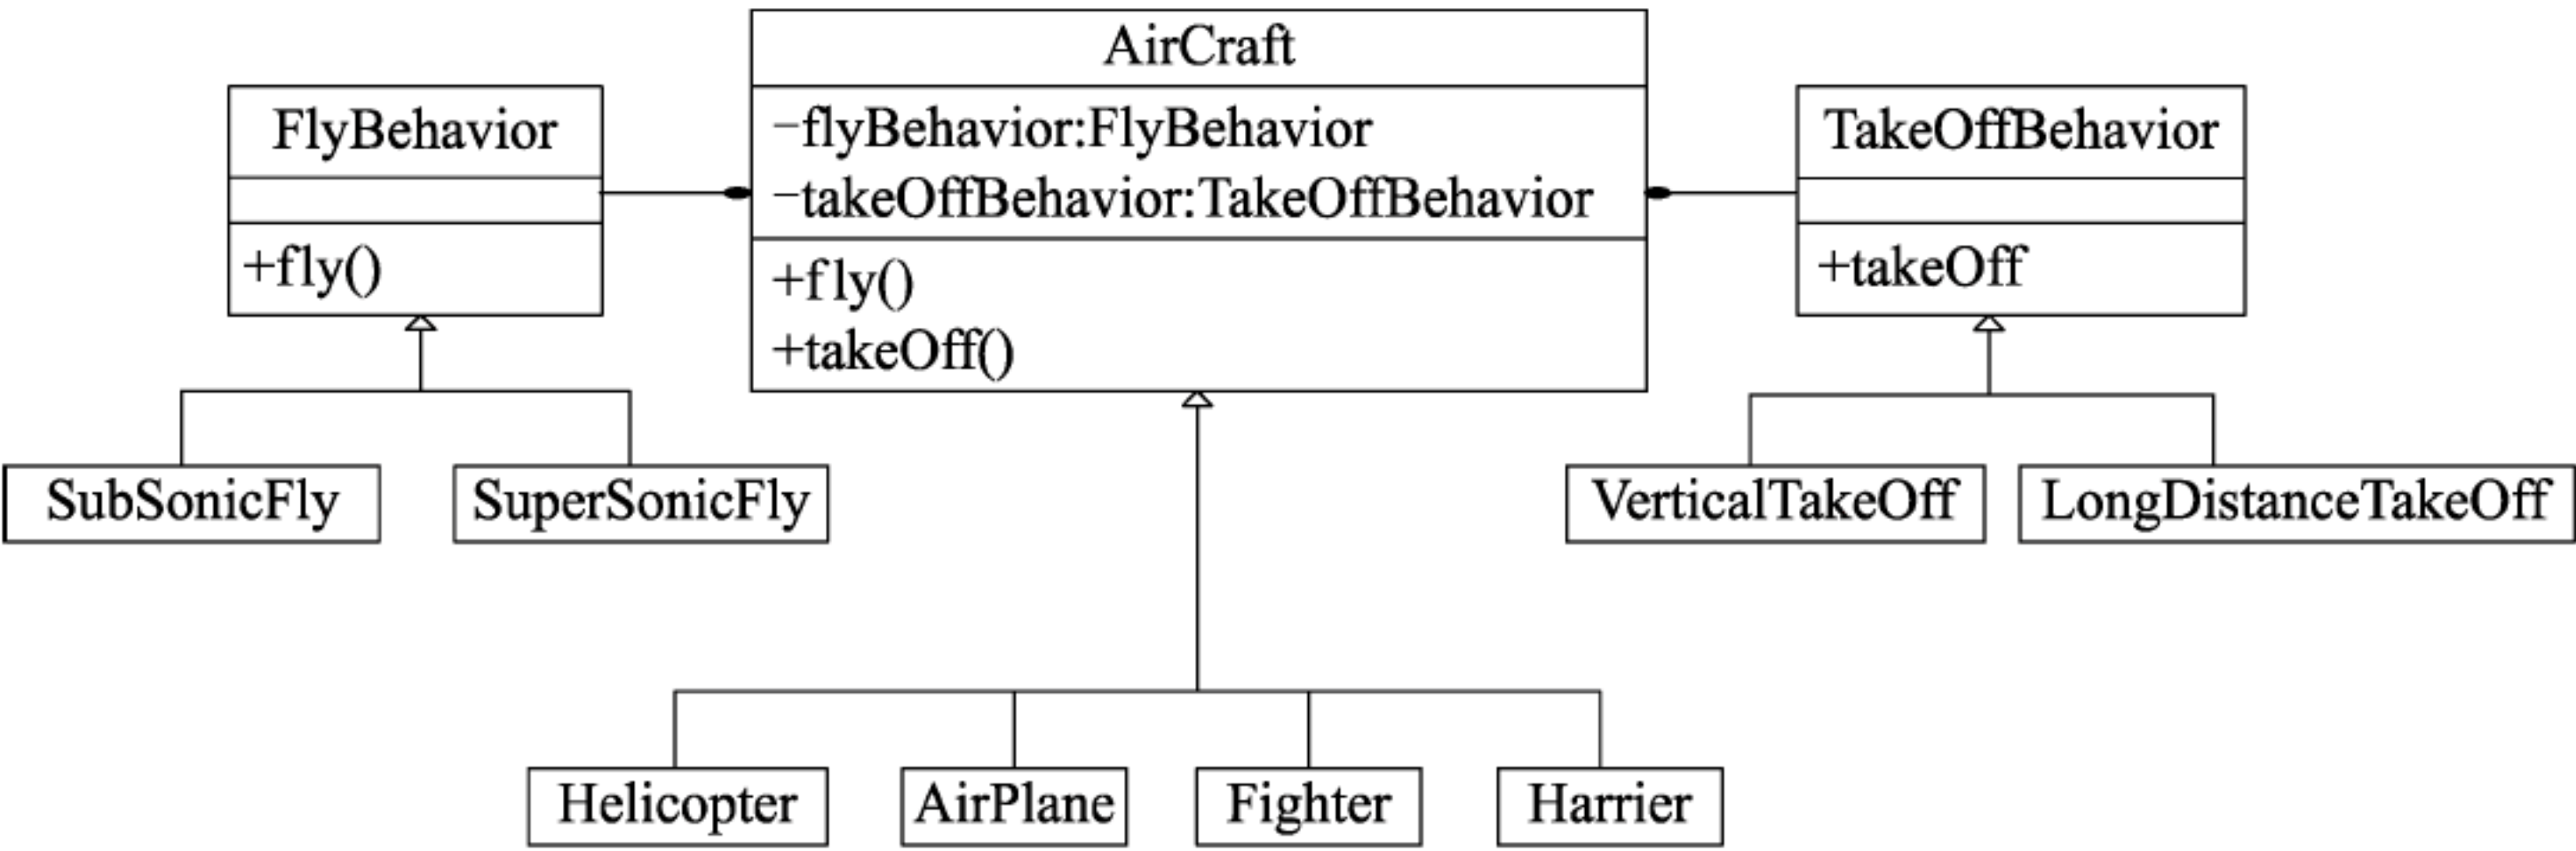 AirCraft
−flyBehavior:FlyBehavior
−takeOffBehavior:TakeOffBehavior
+fly()
+takeOff()
FlyBehavior
+fly()
TakeOffBehavior
+takeOff
SubSonicFly
SuperSonicFly
VerticalTakeOff
LongDistanceTakeOff
Helicopter
AirPlane
Fighter
Harrier